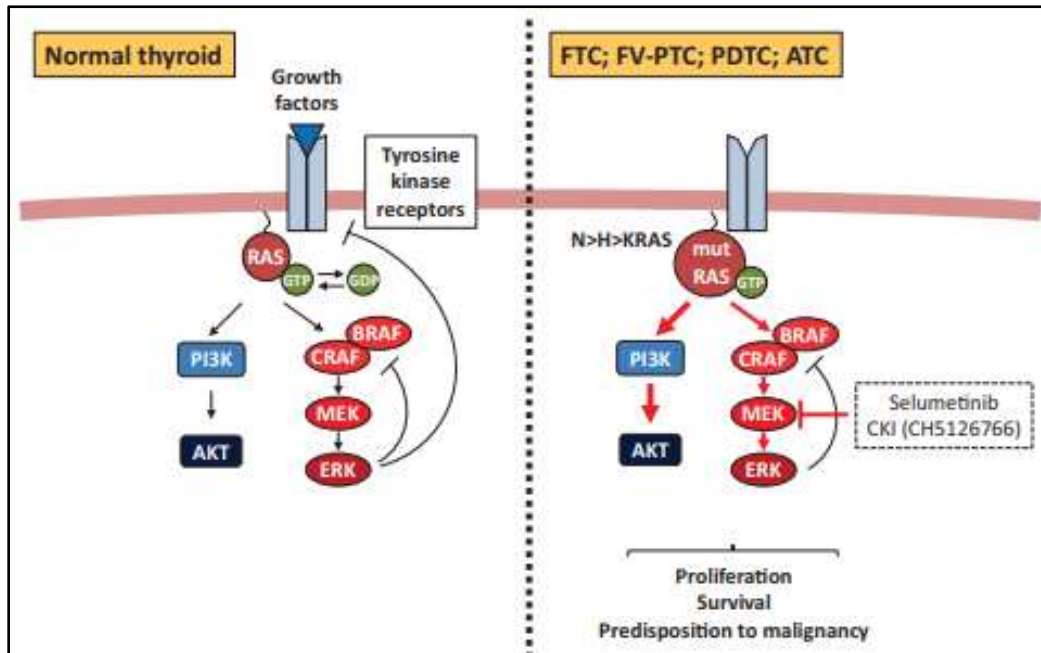 Normal thyroid
Growth
factors
Tyrosine
kinase
receptors
RAS
GTP
GDP
PI3K
BRAF
CRAF
MEK
AKT
ERK
FTC; FV-PTC; PDTC; ATC
N>H>KRAS
mut
RAS
GTP
PI3K
BRAF
CRAF
MEK
AKT
ERK
Selumetinib
CKI (CH5126766)
Proliferation
Survival
Predisposition to malignancy